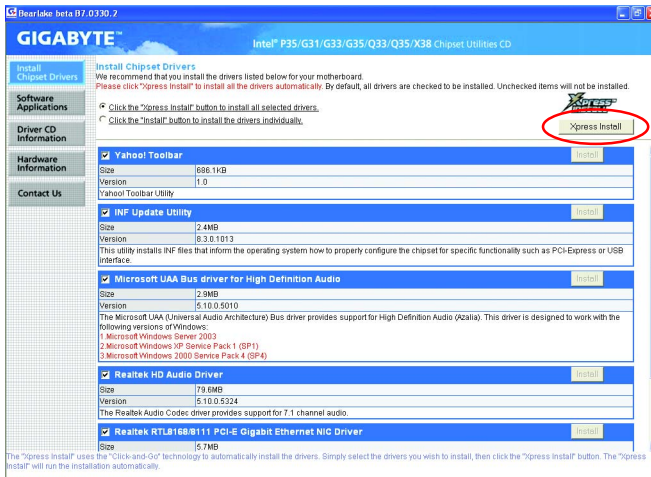 Bearlake beta B7.0330.2
GIGABYTE™
Intel® P35/G31/G33/G35/Q33/Q35/X38 Chipset Utilities CD
Install
Chipset Drivers
Software
Applications
Driver CD
Information
Hardware
Information
Contact Us
Install Chipset Drivers
We recommend that you install the drivers listed below for your motherboard.
Please click "Xpress Install" to install all the drivers automatically. By default, all drivers are checked to be installed. Unchecked items will not be installed.
Click the "Xpress Install" button to install all selected drivers.
Click the "Install" button to install the drivers individually.
Xpress
INSTALL
Xpress Install
Yahoo! Toolbar
Install
Size 686.1KB
Version 1.0
Yahoo! Toolbar Utility
INF Update Utility
Install
Size 2.4MB
Version 8.3.0.1013
This utility installs INF files that inform the operating system how to properly configure the chipset for specific functionality such as PCI-Express or USB
interface.
Microsoft UAA Bus driver for High Definition Audio
Install
Size 2.9MB
Version 5.10.0.5010
The Microsoft UAA (Universal Audio Architecture) Bus driver provides support for High Definition Audio (Azalia). This driver is designed to work with the
following versions of Windows:
1.Microsoft Windows Server 2003
2.Microsoft Windows XP Service Pack 1 (SP1)
3.Microsoft Windows 2000 Service Pack 4 (SP4)
Realtek HD Audio Driver
Install
Size 79.6MB
Version 5.10.0.5324
The Realtek Audio Codec driver provides support for 7.1 channel audio.
Realtek RTL8168/8111 PCI-E Gigabit Ethernet NIC Driver
Install
Size 5.7MB
The "Xpress Install" uses the "Click-and-Go" technology to automatically install the drivers. Simply select the drivers you wish to install, then click the "Xpress Install" button. The "Xpress
Install" will run the installation automatically.